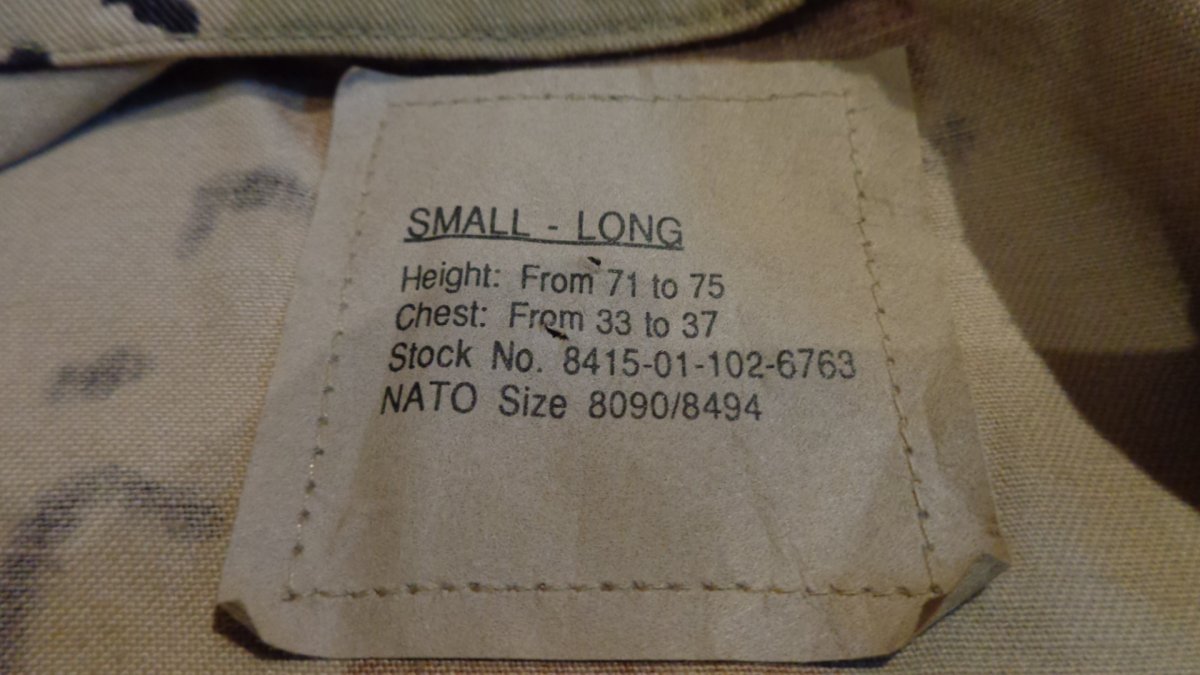 SMALL - LONG
Height: From 71 to 75
Chest: From 33 to 37
Stock No. 8415-01-102-6763
NATO Size 8090/8494